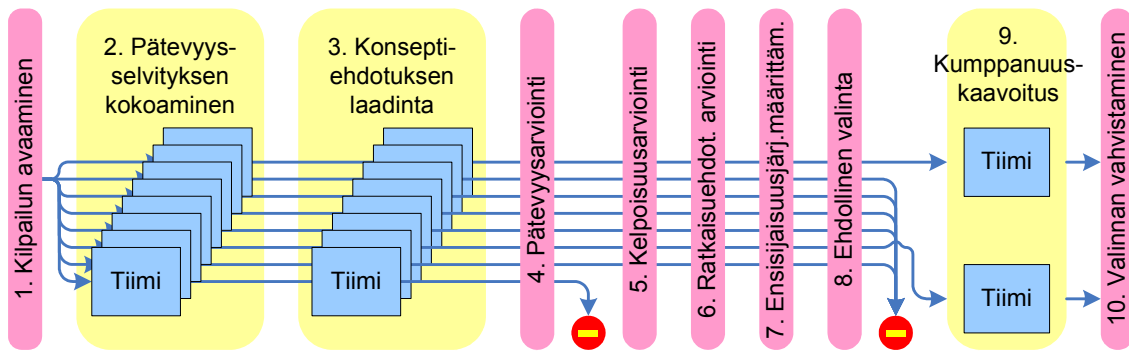 1. Kilpailun avaaminen
2. Pätevyys-
selvityksen
kokoaminen
Tiimi
3. Konsepti-
ehdotuksen
laadinta
Tiimi
4. Pätevyysarviointi
5. Kelpoisuusarviointi
6. Ratkaisuehdot. arviointi
7. Ensisijaisuusjärj.määrittäm.
8. Ehdollinen valinta
9.
Kumppanuus-
kaavoitus
Tiimi
Tiimi
10. Valinnan vahvistaminen